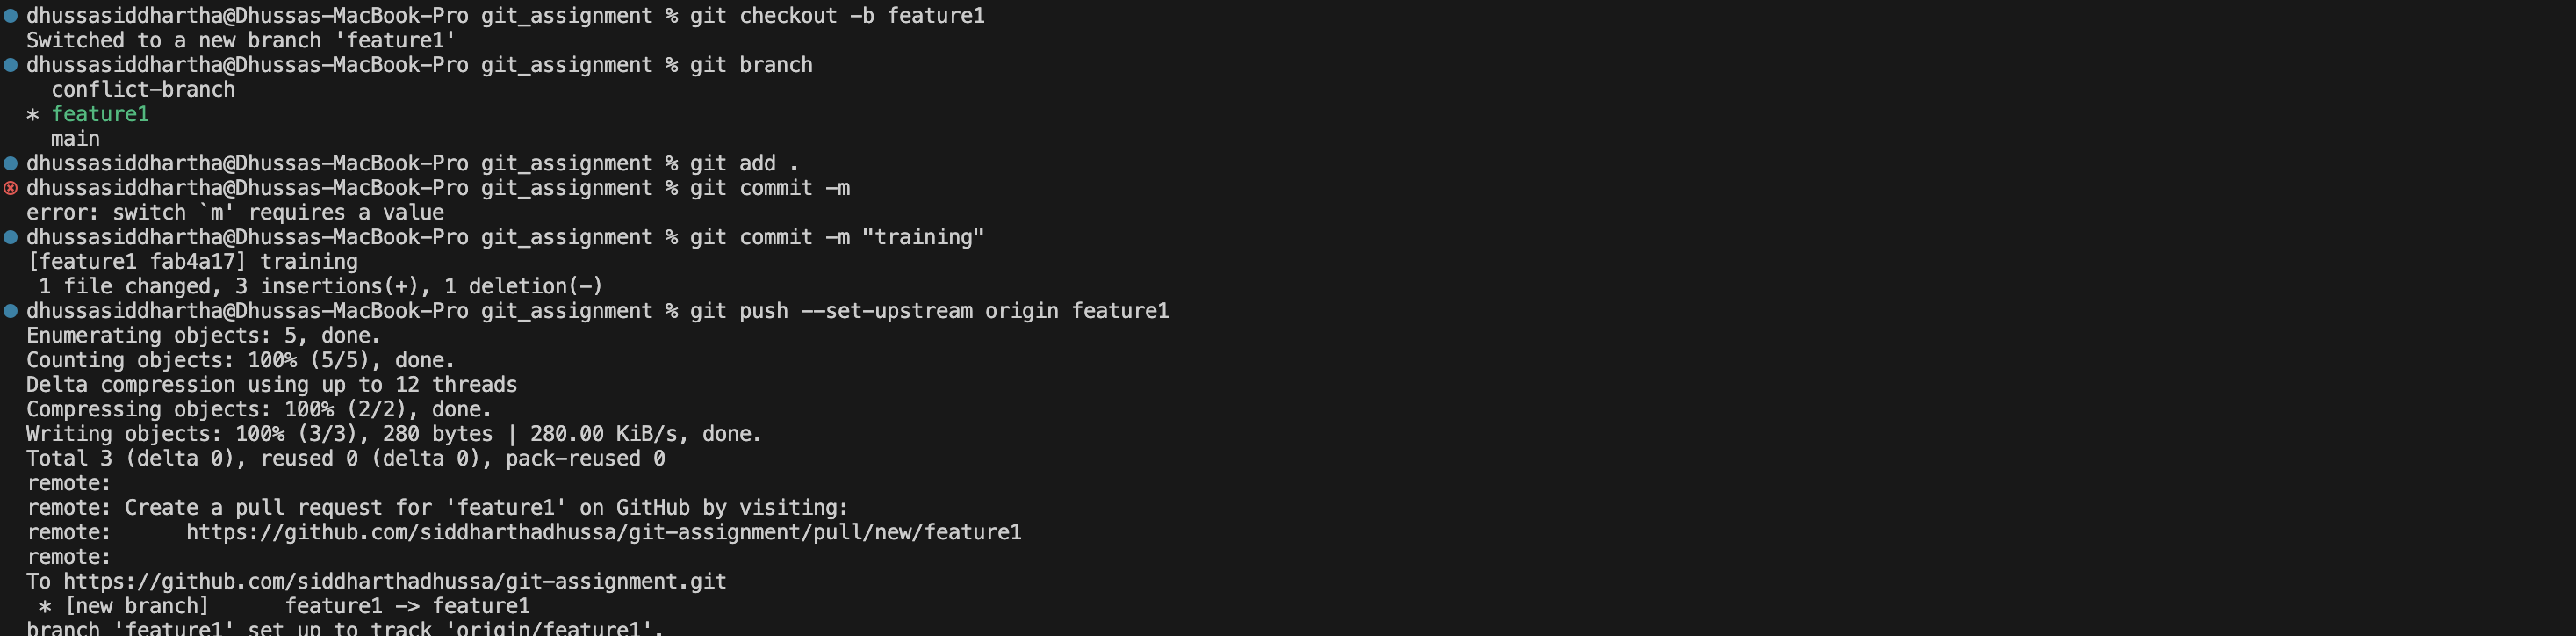 dhussasiddhartha@Dhussas-MacBook-Pro git_assignment % git checkout -b feature1
Switched to a new branch 'feature1'
dhussasiddhartha@Dhussas-MacBook-Pro git_assignment % git branch
conflict-branch
* feature1
main
dhussasiddhartha@Dhussas-MacBook-Pro git_assignment % git add .
dhussasiddhartha@Dhussas-MacBook-Pro git_assignment % git commit -m
error: switch `m' requires a value
dhussasiddhartha@Dhussas-MacBook-Pro git_assignment % git commit -m "training"
[feature1 fab4a17] training
1 file changed, 3 insertions(+), 1 deletion(-)
dhussasiddhartha@Dhussas-MacBook-Pro git_assignment % git push --set-upstream origin feature1
Enumerating objects: 5, done.
Counting objects: 100% (5/5), done.
Delta compression using up to 12 threads
Compressing objects: 100% (2/2), done.
Writing objects: 100% (3/3), 280 bytes | 280.00 KiB/s, done.
Total 3 (delta 0), reused 0 (delta 0), pack-reused 0
remote:
remote: Create a pull request for 'feature1' on GitHub by visiting:
remote:      https://github.com/siddharthadhussa/git-assignment/pull/new/feature1
remote:
To https://github.com/siddharthadhussa/git-assignment.git
* [new branch]      feature1 -> feature1
branch 'feature1' set up to track 'origin/feature1'.